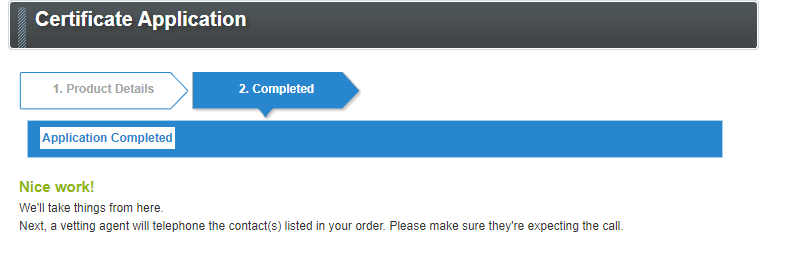 Certificate Application
1. Product Details
2. Completed
Application Completed
Nice work!
We'll take things from here.
Next, a vetting agent will telephone the contact(s) listed in your order. Please make sure they're expecting the call.